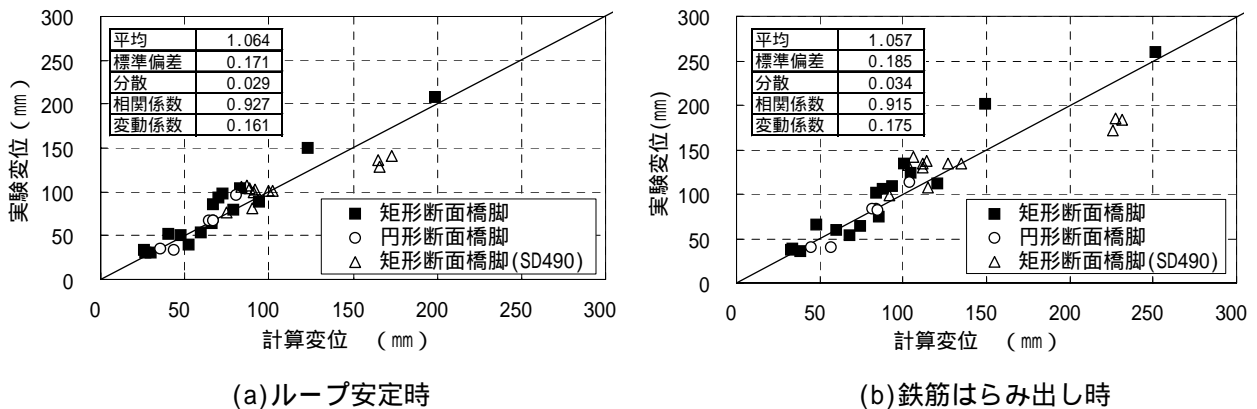 300
250
200
150
100
50
0
実験変位(㎜)
平均 1.064
標準偏差 0.171
分散 0.029
相関係数 0.927
変動係数 0.161
■ 矩形断面橋脚
○ 円形断面橋脚
△ 矩形断面橋脚(SD490)
0 50 100 150 200 250 300
計算変位 (㎜)
(a)ループ安定時
300
250
200
150
100
50
0
実験変位(㎜)
平均 1.057
標準偏差 0.185
分散 0.034
相関係数 0.915
変動係数 0.175
■ 矩形断面橋脚
○ 円形断面橋脚
△ 矩形断面橋脚(SD490)
0 50 100 150 200 250 300
計算変位 (㎜)
(b)鉄筋はらみ出し時